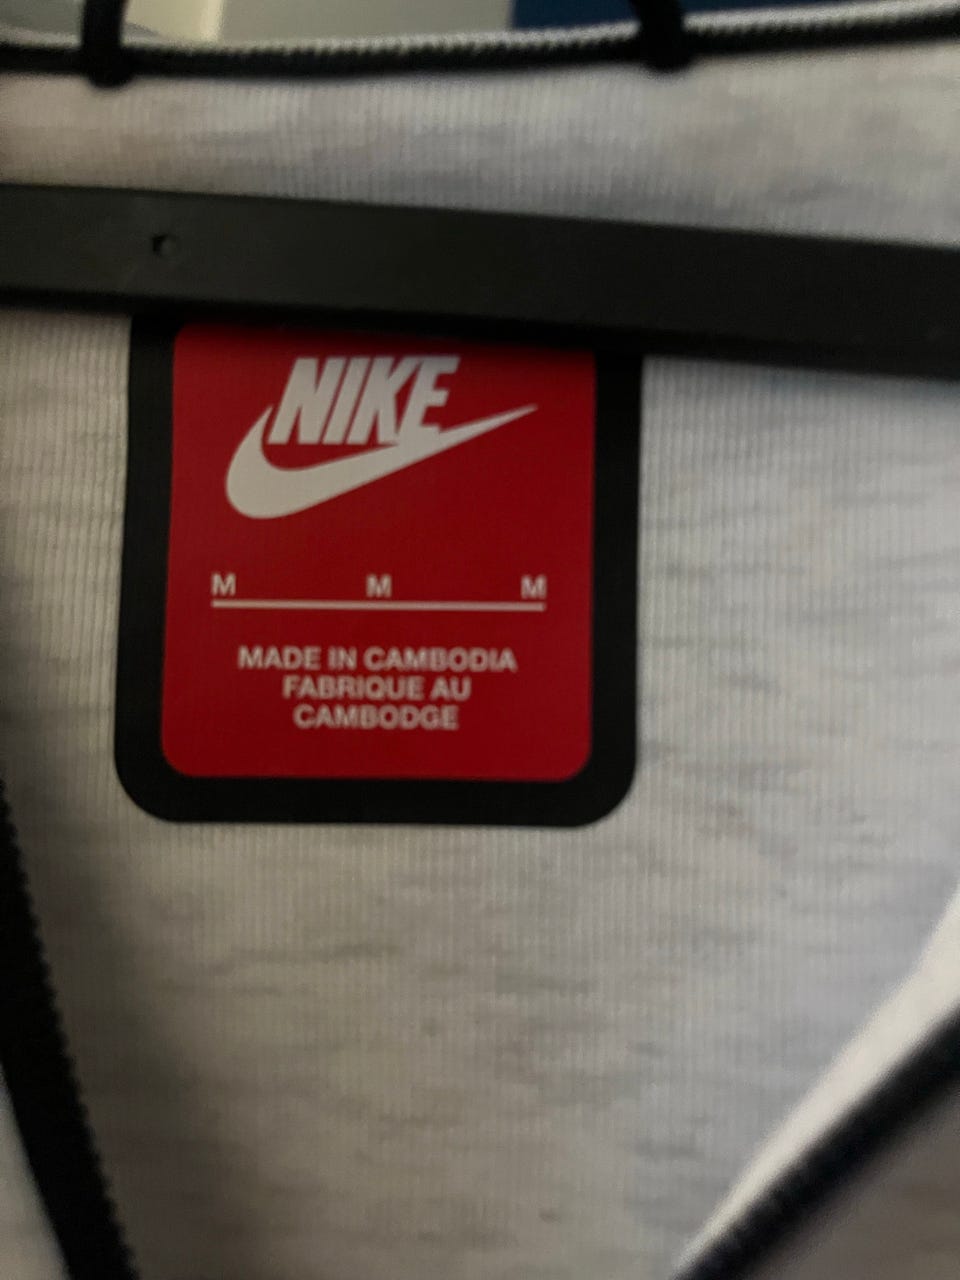 NIKE
M M M
MADE IN CAMBODIA
FABRIQUE AU
CAMBODGE